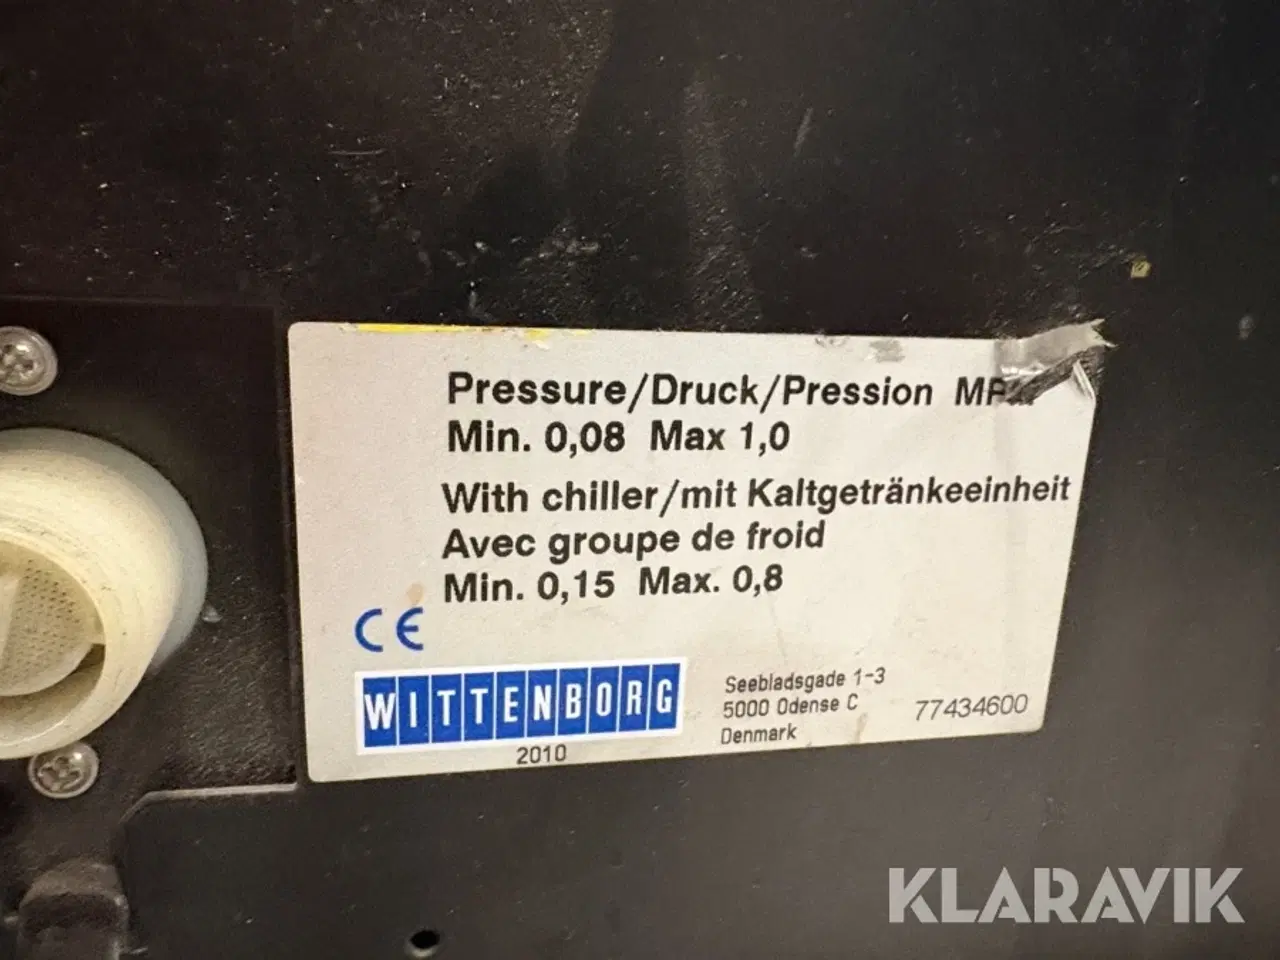 Pressure/Druck/Pression
Min. 0,08 Max 1,0
With chiller/mit Kaltgetränkeeinheit
Avec groupe de froid
Min. 0,15 Max. 0,8
CE
WITTENBORG
2010
Seebladsgade 1-3
5000 Odense C
Denmark
77434600
KLARAVIK